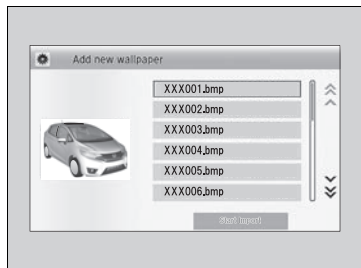 Add new wallpaper
XXX001.bmp
XXX002.bmp
XXX003.bmp
XXX004.bmp
XXX005.bmp
XXX006.bmp
Start import